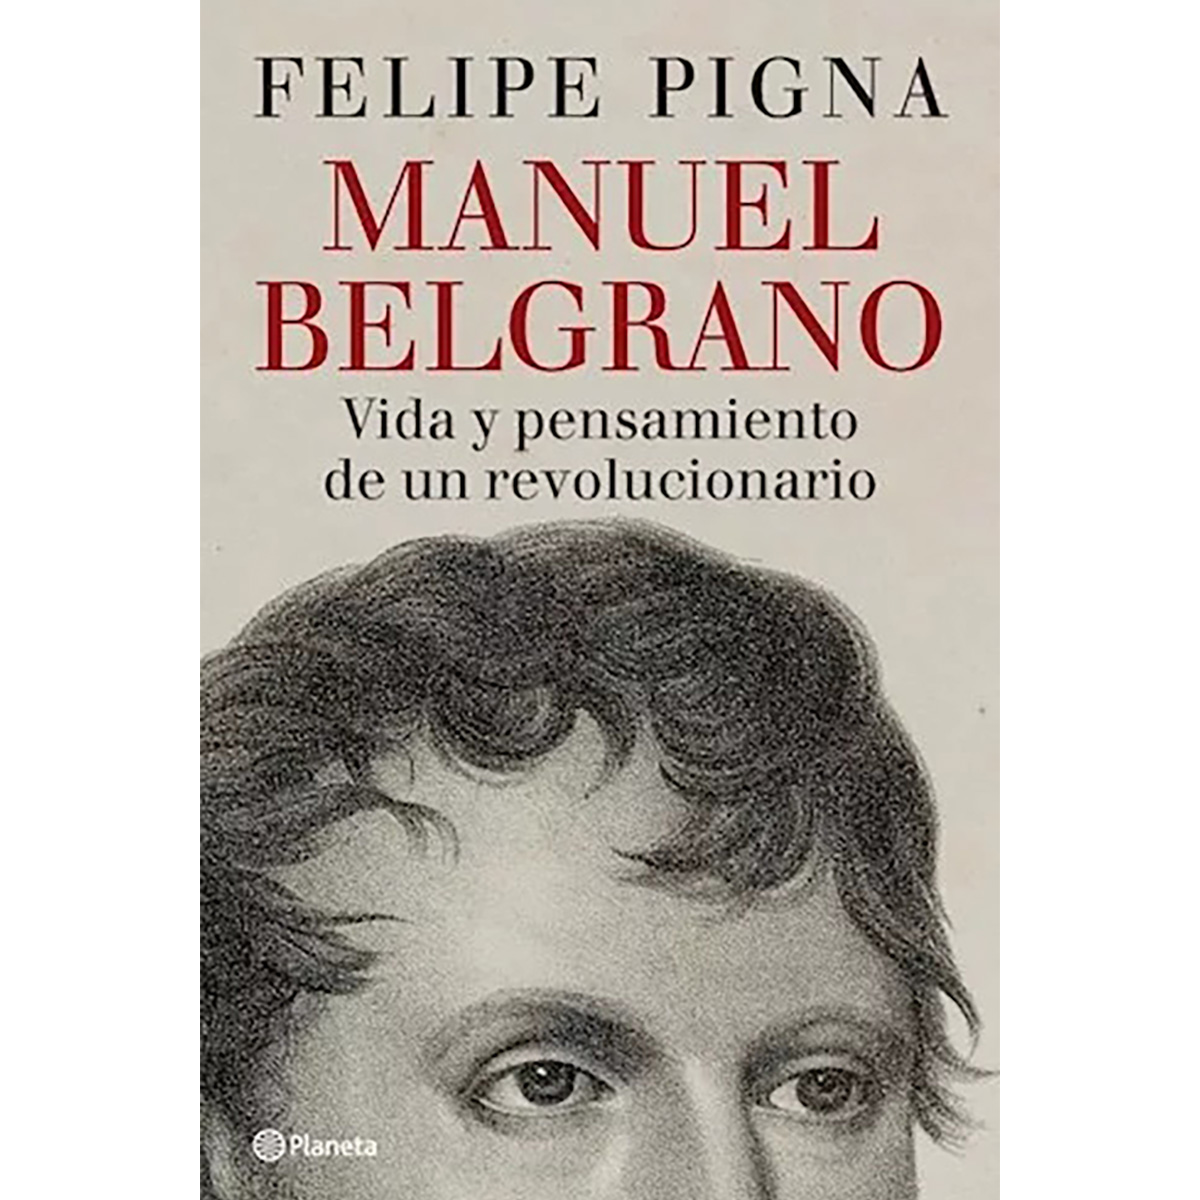 FELIPE PIGNA
MANUEL
BELGRANO
Vida y pensamiento
de un revolucionario
Planeta